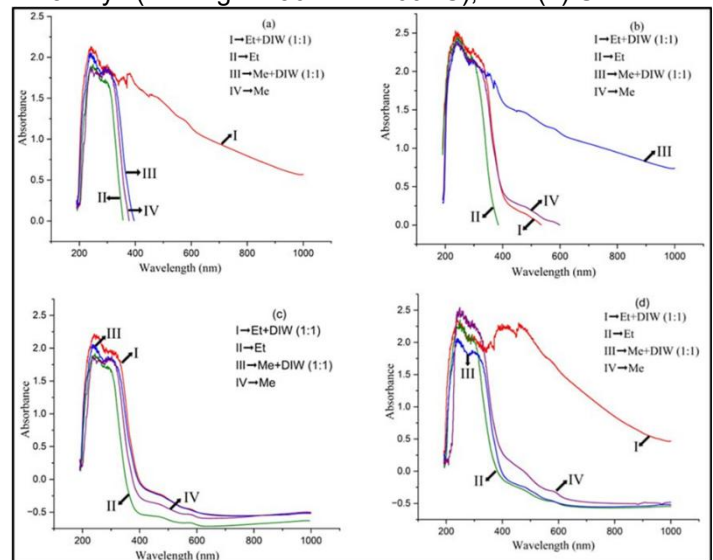 (a)
I→Et+DIW (1:1)
II→Et
III→Me+DIW (1:1)
IV→Me
I
III
II
IV
Absorbance
2.5
2.0
1.5
1.0
0.5
0.0
200 400 600 800 1000
Wavelength (nm)
(b)
I→Et+DIW (1:1)
II→Et
III→Me+DIW (1:1)
IV→Me
III
IV
II
I
Absorbance
2.5
2.0
1.5
1.0
0.5
0.0
200 400 600 800 1000
Wavelength (nm)
(c)
I→Et+DIW (1:1)
II→Et
III→Me+DIW (1:1)
IV→Me
III
I
II
IV
Absorbance
2.5
2.0
1.5
1.0
0.5
0.0
-0.5
200 400 600 800 1000
Wavelength (nm)
(d)
I→Et+DIW (1:1)
II→Et
III→Me+DIW (1:1)
IV→Me
III
I
II
IV
Absorbance
2.5
2.0
1.5
1.0
0.5
0.0
-0.5
200 400 600 800 1000
Wavelength (nm)